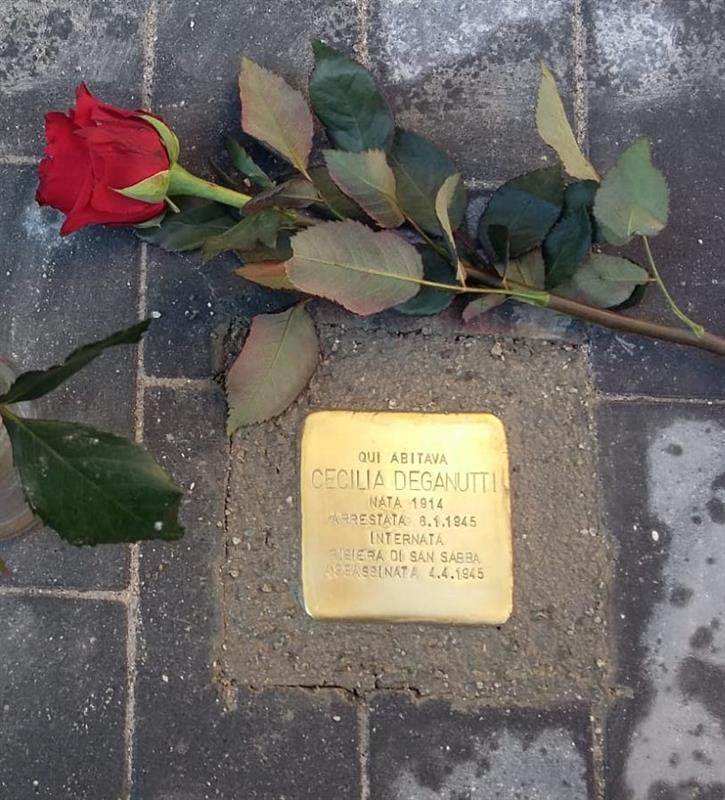 QUI ABITAVA
CECILIA DEGANUTTI
NATA 1914
ARRESTATA 6.1.1945
INTERNATA
RISIERA DI SAN SABBA
ASSASSINATA 4.4.1945